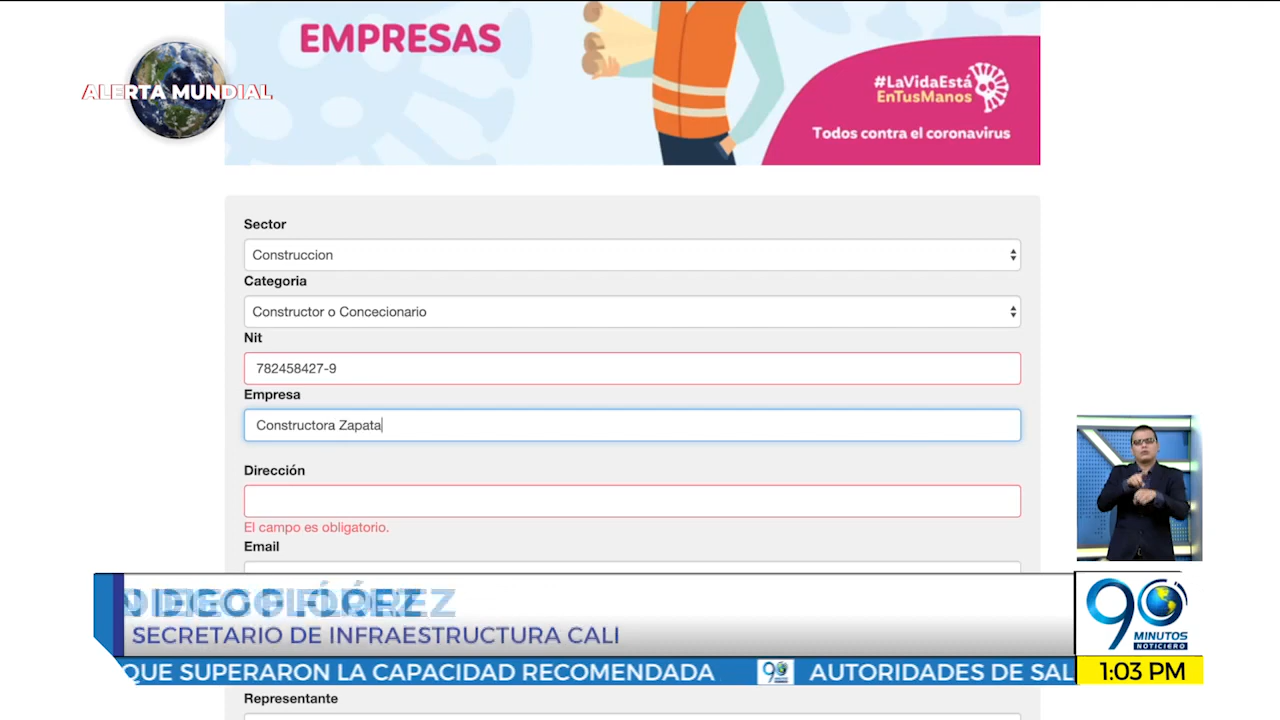 EMPRESAS
ALERTA MUNDIAL
#LaVidaEstá
EnTusManos
Todos contra el coronavirus
Sector
Construccion
Categoria
Constructor o Concecionario
Nit
782458427-9
Empresa
Constructora Zapata
Dirección
El campo es obligatorio.
Email
FLÓREZ
SECRETARIO DE INFRAESTRUCTURA CALI
90
MINUTOS
NOTICIERO
QUE SUPERARON LA CAPACIDAD RECOMENDADA
90
AUTORIDADES DE SAL
1:03 PM
Representante